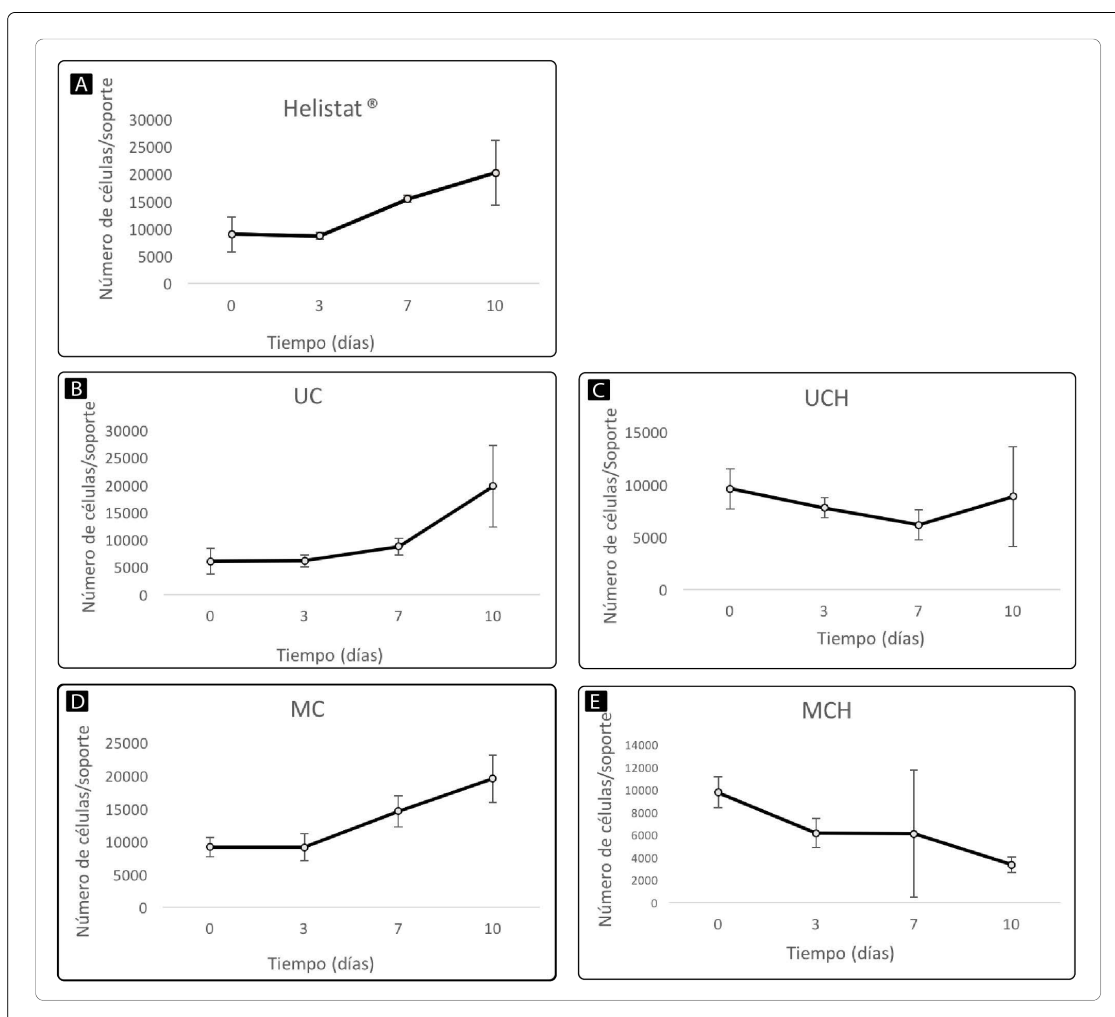 A
Helistat ®
Número de células/soporte
30000
25000
20000
15000
10000
5000
0
0 3 7 10
Tiempo (días)
B
UC
Número de células/soporte
30000
25000
20000
15000
10000
5000
0
0 3 7 10
Tiempo (días)
C
UCH
Número de células/Soporte
15000
10000
5000
0
0 3 7 10
Tiempo (días)
D
MC
Número de células/soporte
25000
20000
15000
10000
5000
0
0 3 7 10
Tiempo (días)
E
MCH
Número de células/soporte
14000
12000
10000
8000
6000
4000
2000
0
0 3 7 10
Tiempo (días)